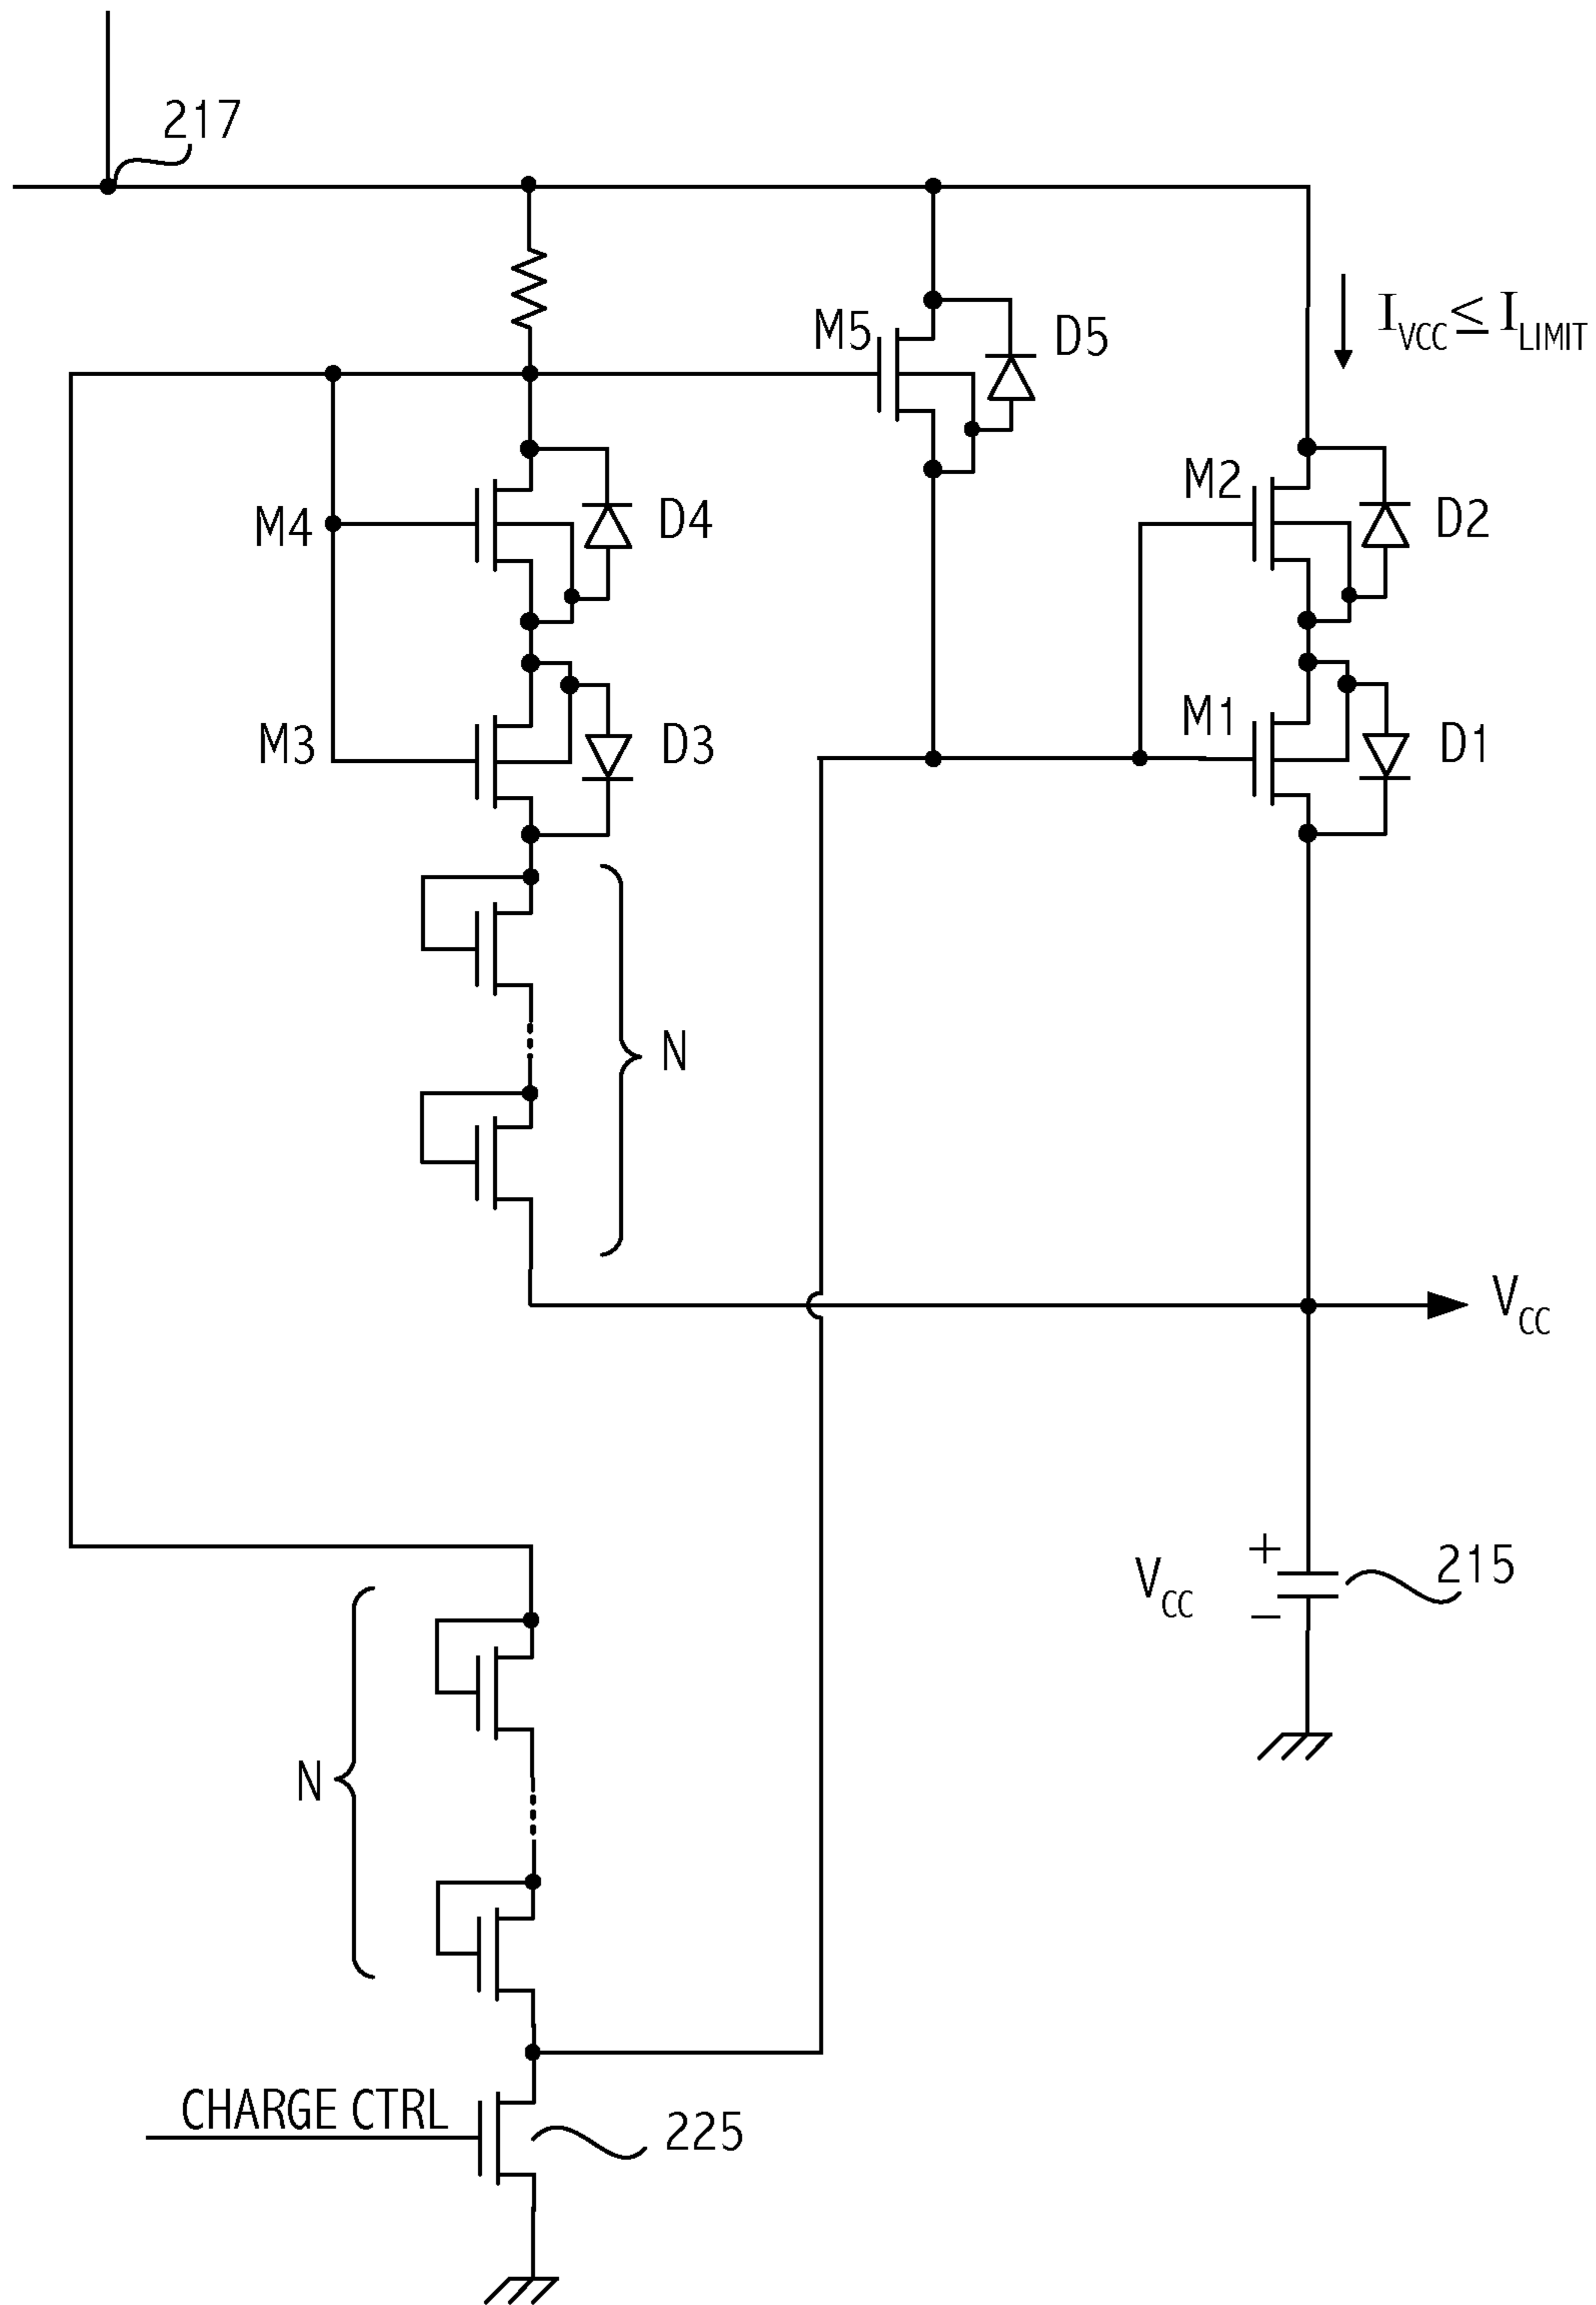 217
M5
D5
I_VCC ≤ I_LIMIT
M4
D4
M2
D2
M3
D3
M1
D1
N
V_CC
V_CC
+
−
215
N
CHARGE CTRL
225